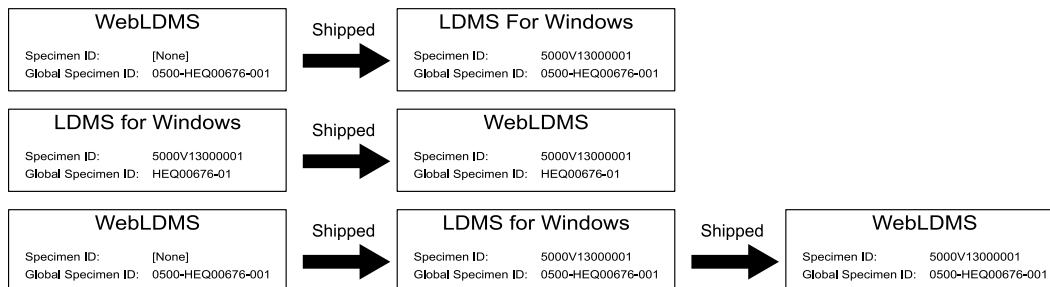 WebLDMS
Specimen ID: [None]
Global Specimen ID: 0500-HEQ00676-001
Shipped
LDMS For Windows
Specimen ID: 5000V13000001
Global Specimen ID: 0500-HEQ00676-001
LDMS for Windows
Specimen ID: 5000V13000001
Global Specimen ID: HEQ00676-01
Shipped
WebLDMS
Specimen ID: 5000V13000001
Global Specimen ID: HEQ00676-01
WebLDMS
Specimen ID: [None]
Global Specimen ID: 0500-HEQ00676-001
Shipped
LDMS for Windows
Specimen ID: 5000V13000001
Global Specimen ID: 0500-HEQ00676-001
Shipped
WebLDMS
Specimen ID: 5000V13000001
Global Specimen ID: 0500-HEQ00676-001